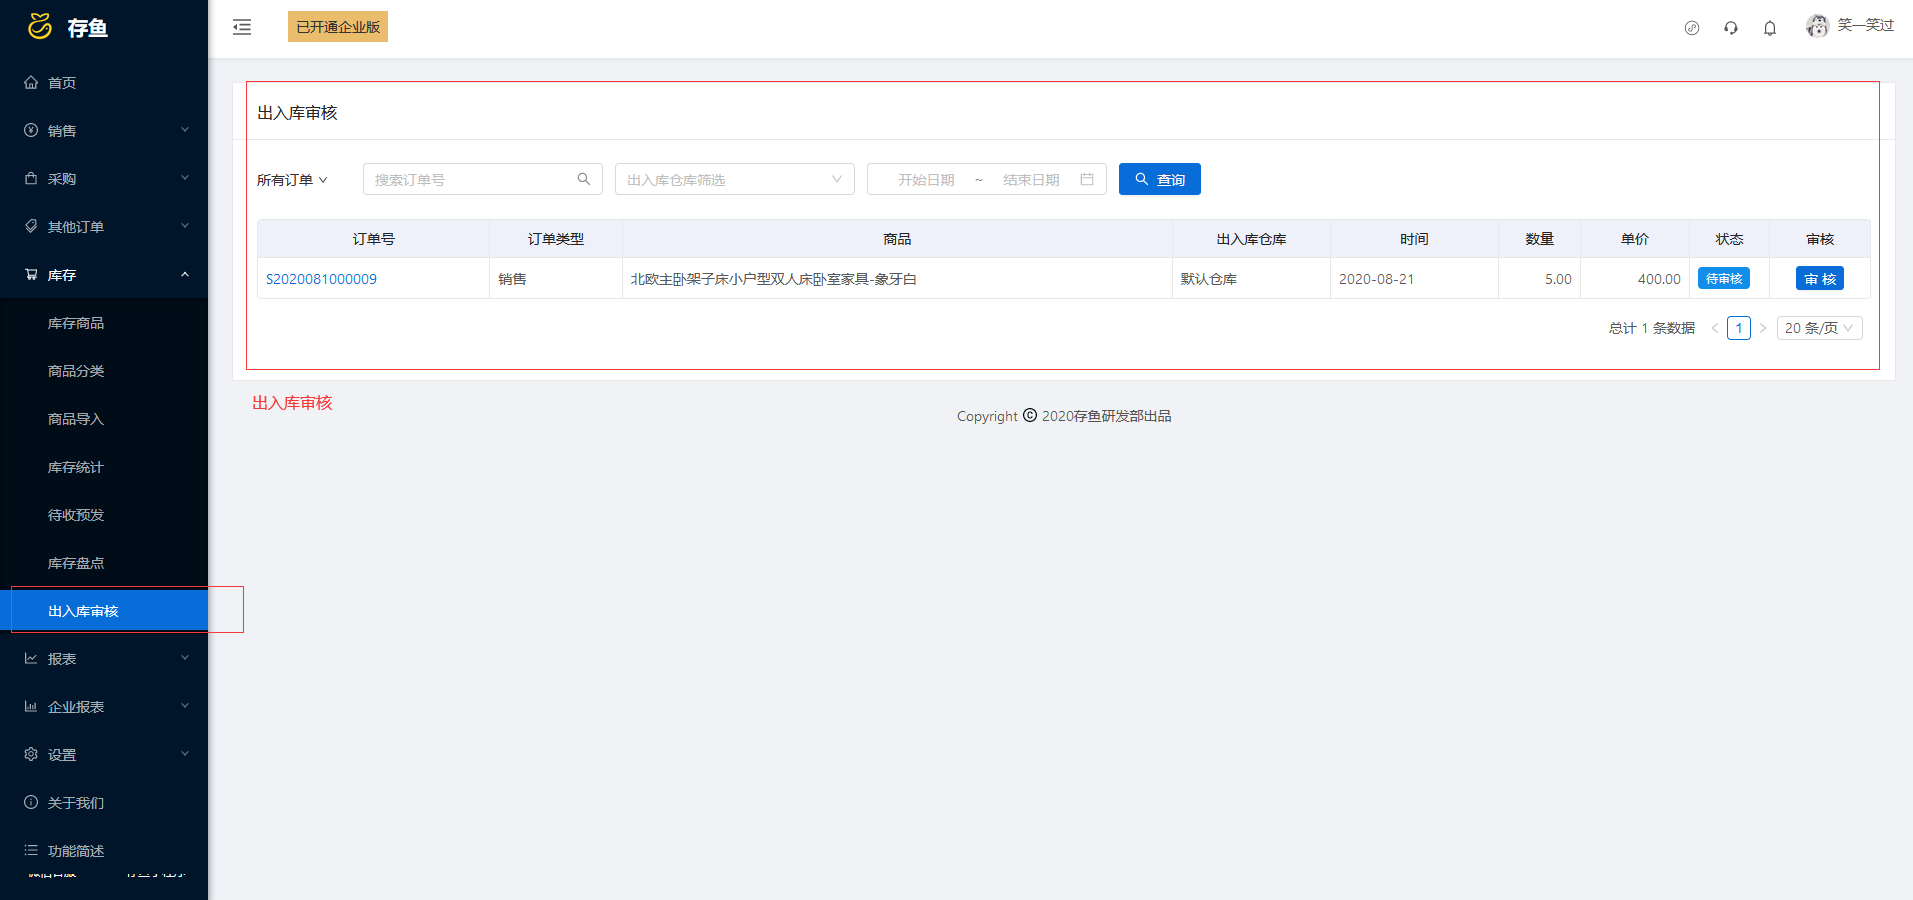 存鱼
已开通企业版
笑一笑过
首页
销售
采购
其他订单
库存
库存商品
商品分类
商品导入
库存统计
待收预发
库存盘点
出入库审核
报表
企业报表
设置
关于我们
功能简述
出入库审核
所有订单 搜索订单号 出入库仓库筛选 开始日期 ~ 结束日期 查询
订单号 订单类型 商品 出入库仓库 时间 数量 单价 状态 审核
S2020081000009 销售 北欧主卧架子床小户型双人床卧室家具-象牙白 默认仓库 2020-08-21 5.00 400.00 待审核 审 核
总计 1 条数据 < 1 > 20 条/页
出入库审核
Copyright © 2020存鱼研发部出品